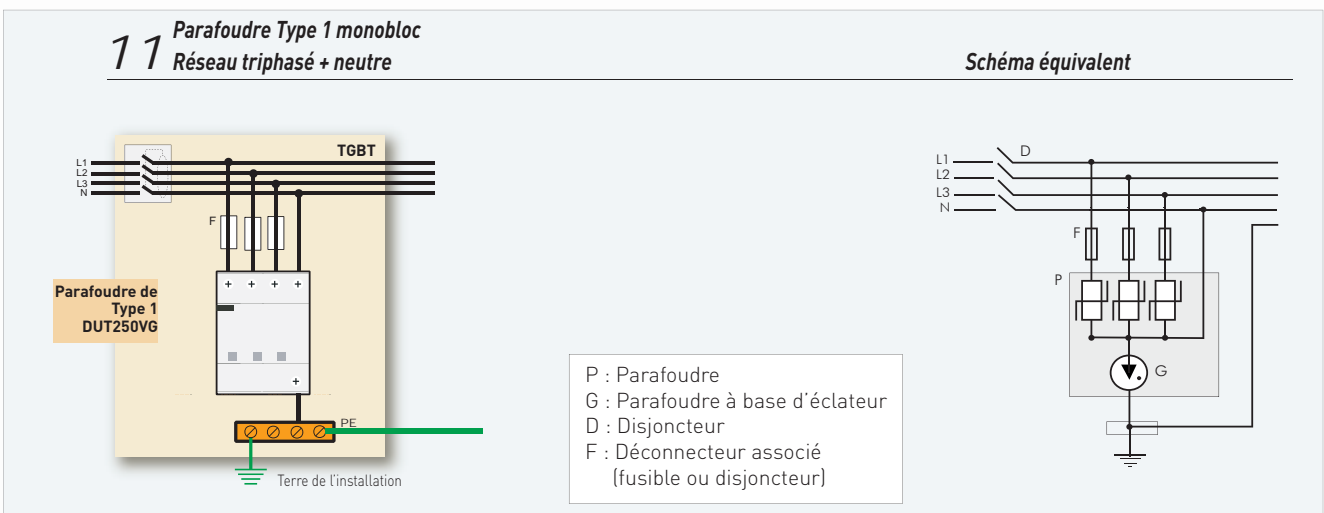 11
Parafoudre Type 1 monobloc
Réseau triphasé + neutre
Schéma équivalent
TGBT
L1
L2
L3
N
F
+ + + +
Parafoudre de
Type 1
DUT250VG
+
PE
Terre de l'installation
P : Parafoudre
G : Parafoudre à base d'éclateur
D : Disjoncteur
F : Déconnecteur associé
(fusible ou disjoncteur)
D
L1
L2
L3
N
F
P
G